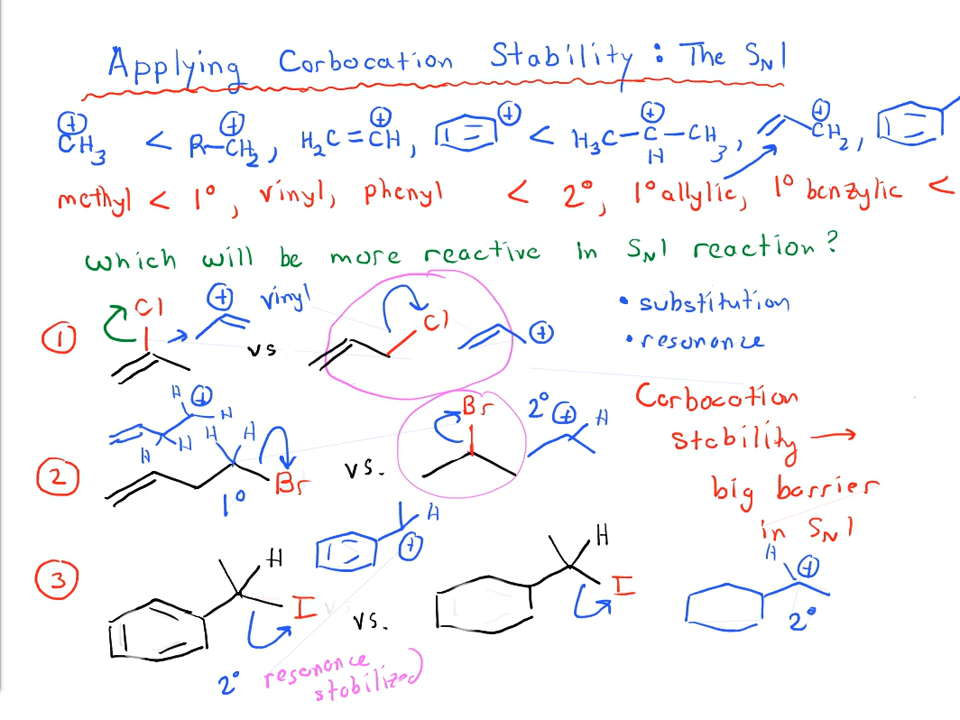 Applying Carbocation Stability : The SN1
⊕CH3 < R-⊕CH2, H2C=⊕CH, ⊕ < H3C-⊕CH-CH3, ⊕CH2,
methyl < 1°, vinyl, phenyl < 2°, 1° allylic, 1° benzylic <
which will be more reactive in SN1 reaction?
① Cl ⊕ vinyl vs Cl ⊕
• substitution
• resonance
② H ⊕ H H H H H Br 1° vs. Br 2° ⊕ H
Carbocation
stability →
big barrier
in SN1
③ H I H ⊕ vs. H I H ⊕ 2°
2° resonance
stabilized